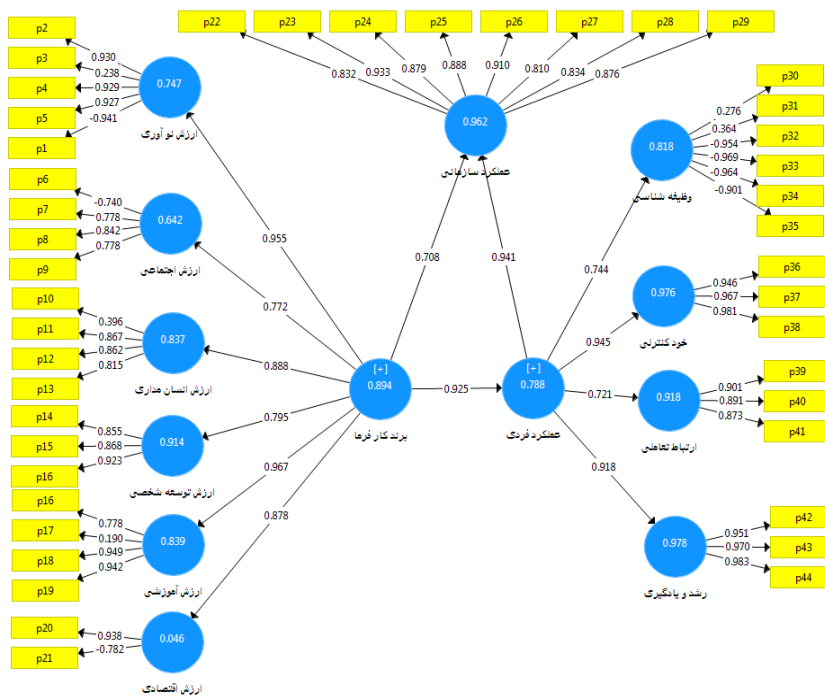 p22
p23
p24
p25
p26
p27
p28
p29
0.832
0.933
0.879
0.888
0.910
0.810
0.834
0.876
0.962
عملکرد سازمانی
p2
p3
p4
p5
p1
0.930
0.238
0.929
0.927
-0.941
0.747
ارزش نو آوری
p6
p7
p8
p9
-0.740
0.778
0.842
0.778
0.642
ارزش اجتماعی
p10
p11
p12
p13
0.396
0.867
0.862
0.815
0.837
ارزش انسان مداری
p14
p15
p16
0.855
0.868
0.923
0.914
ارزش توسعه شخصی
p16
p17
p18
p19
0.778
0.190
0.949
0.942
0.839
ارزش آموزشی
p20
p21
0.938
-0.782
0.046
ارزش اقتصادی
0.955
0.772
0.888
0.795
0.967
0.878
[+]
0.894
برند کار فرما
0.708
0.925
0.941
[+]
0.788
عملکرد فردی
0.744
0.945
0.721
0.918
0.818
وظیفه شناسی
0.276
0.364
-0.954
-0.969
-0.964
-0.901
p30
p31
p32
p33
p34
p35
0.976
خود کنترلی
0.946
0.967
0.981
p36
p37
p38
0.918
ارتباط تعاملی
0.901
0.891
0.873
p39
p40
p41
0.978
رشد و یادگیری
0.951
0.970
0.983
p42
p43
p44